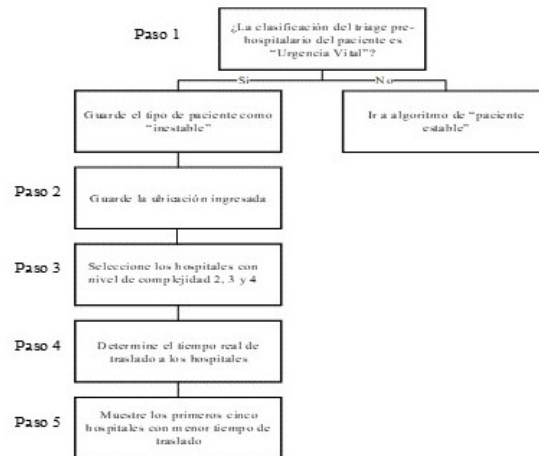 Paso 1
¿La clasificación del triage pre-
hospitalario del paciente es
“Urgencia Vital”?
Si
No
Guarde el tipo de paciente como
“inestable”
Ir a algoritmo de “paciente
estable”
Paso 2
Guarde la ubicación ingresada
Paso 3
Seleccione los hospitales con
nivel de complejidad 2, 3 y 4
Paso 4
Determine el tiempo real de
traslado a los hospitales
Paso 5
Muestre los primeros cinco
hospitales con menor tiempo de
traslado